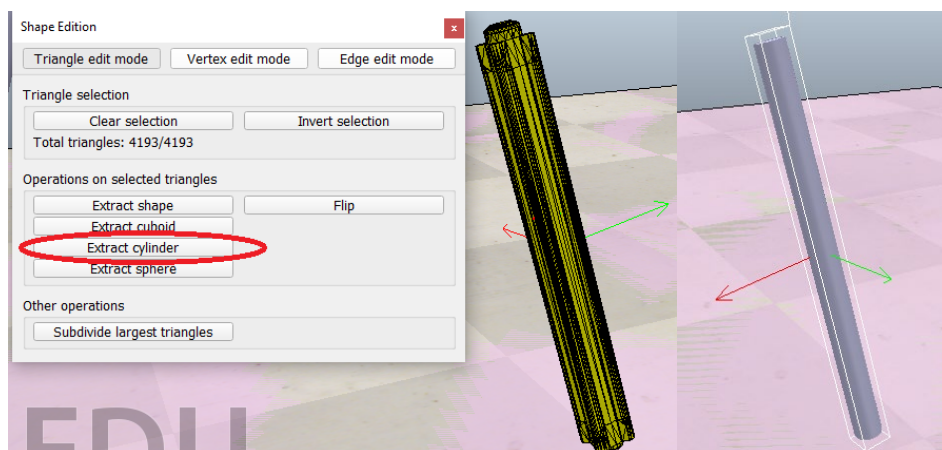 Shape Edition
x
Triangle edit mode
Vertex edit mode
Edge edit mode
Triangle selection
Clear selection
Invert selection
Total triangles: 4193/4193
Operations on selected triangles
Extract shape
Flip
Extract cuboid
Extract cylinder
Extract sphere
Other operations
Subdivide largest triangles
EDU